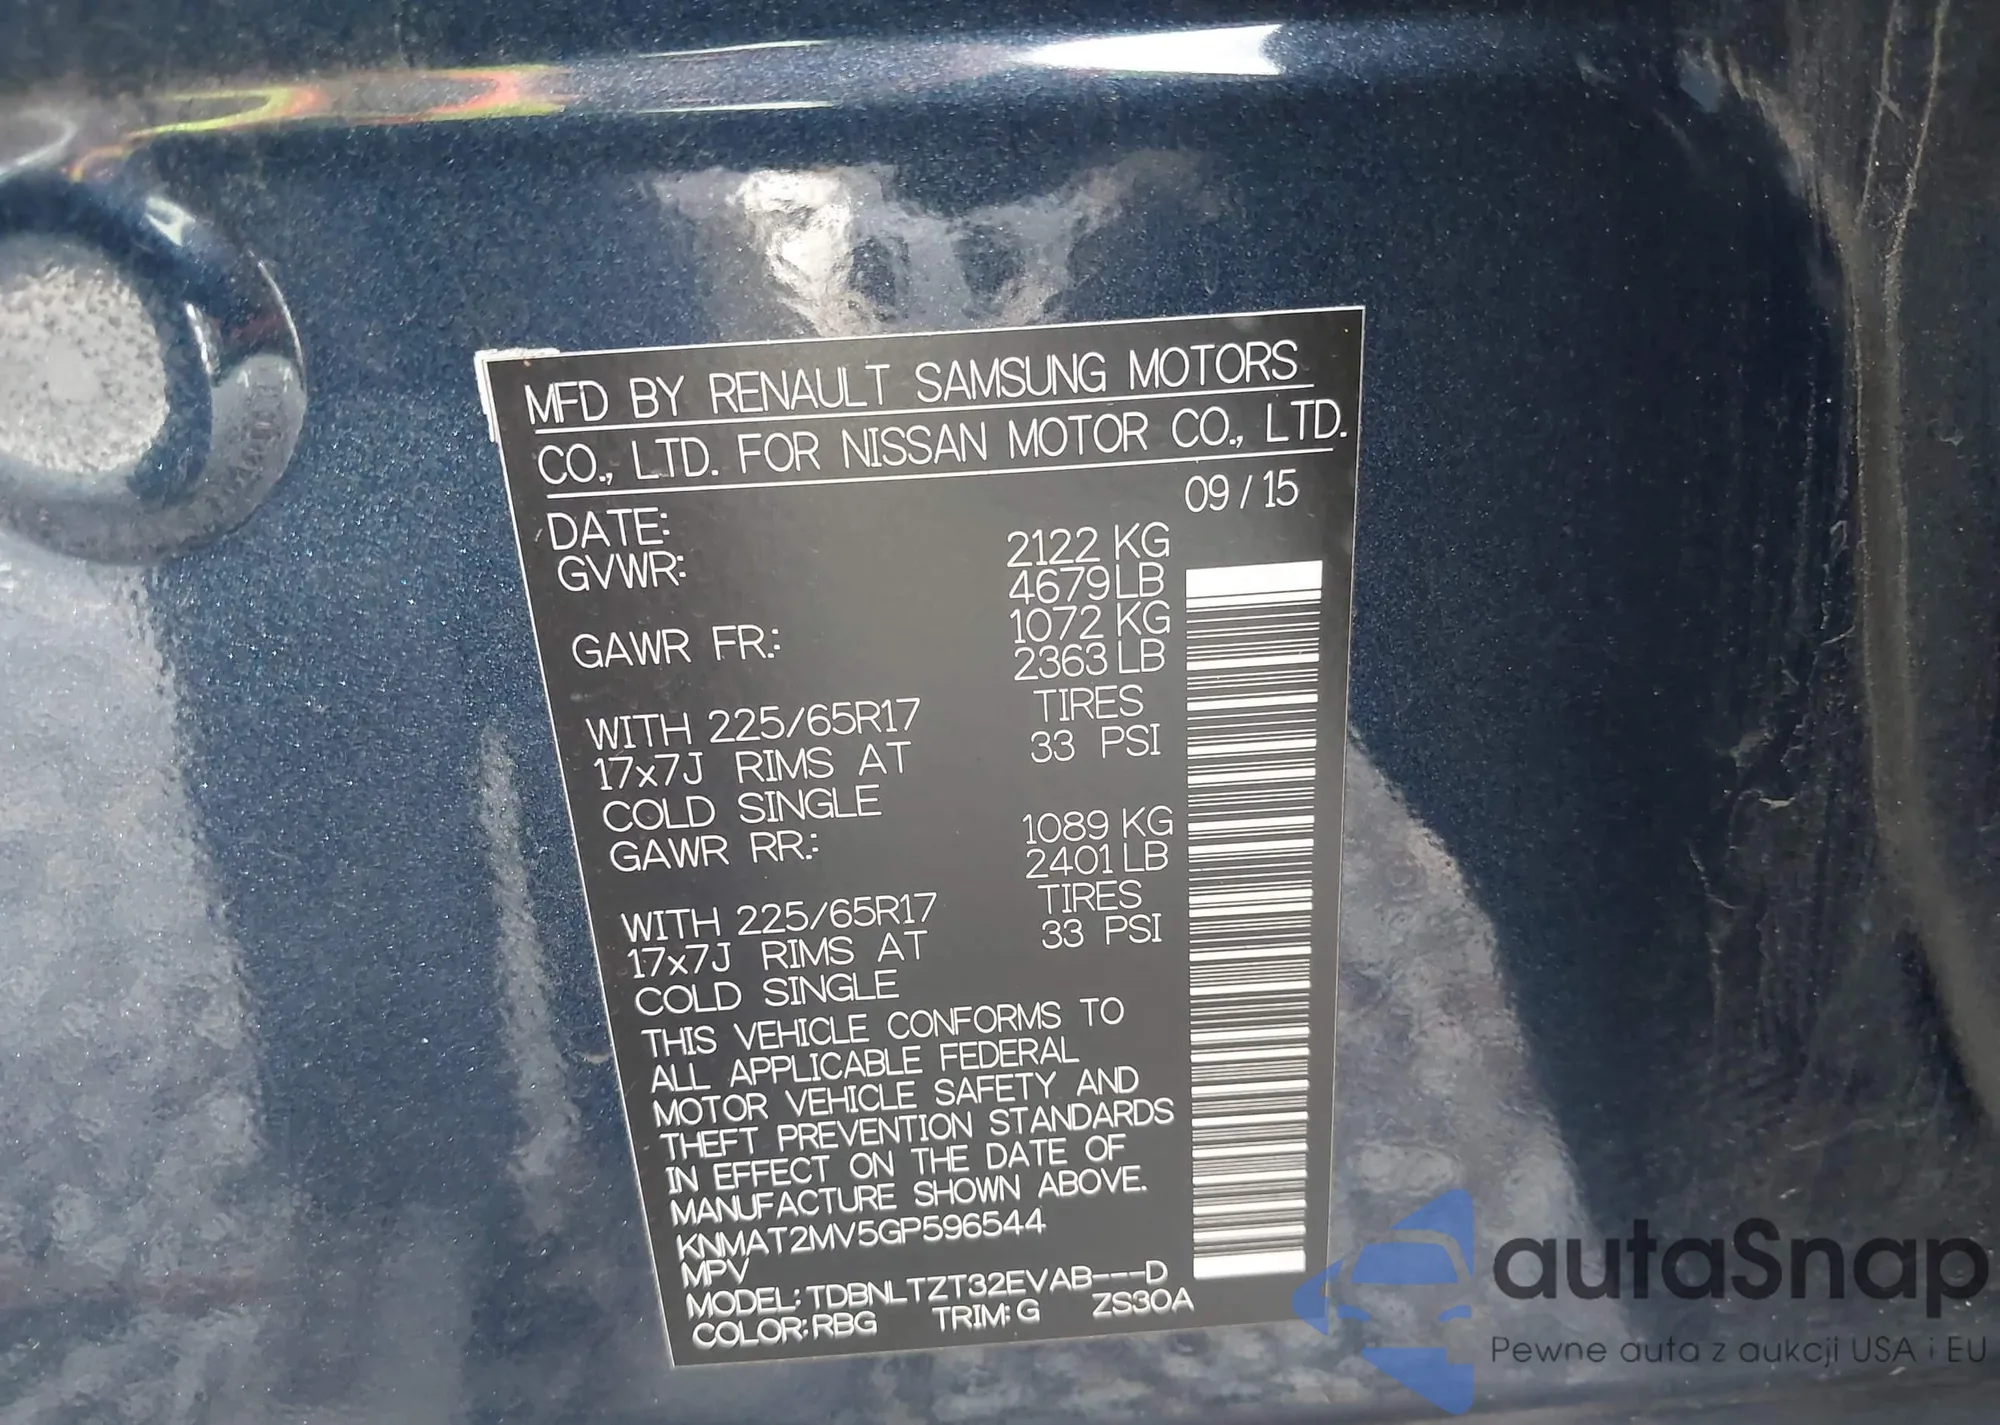 MFD BY RENAULT SAMSUNG MOTORS
CO., LTD. FOR NISSAN MOTOR CO., LTD.
DATE: 09/15
GVWR: 2122 KG
4679 LB
GAWR FR.: 1072 KG
2363 LB
WITH 225/65R17 TIRES
17x7J RIMS AT 33 PSI
COLD SINGLE
GAWR RR.: 1089 KG
2401 LB
WITH 225/65R17 TIRES
17x7J RIMS AT 33 PSI
COLD SINGLE
THIS VEHICLE CONFORMS TO
ALL APPLICABLE FEDERAL
MOTOR VEHICLE SAFETY AND
THEFT PREVENTION STANDARDS
IN EFFECT ON THE DATE OF
MANUFACTURE SHOWN ABOVE.
KNMAT2MV5GP596544
MPV
MODEL: TDBNLTZT32EVAB---D
COLOR: RBG TRIM: G ZS30A
autaSnap
Pewne auta z aukcji USA i EU